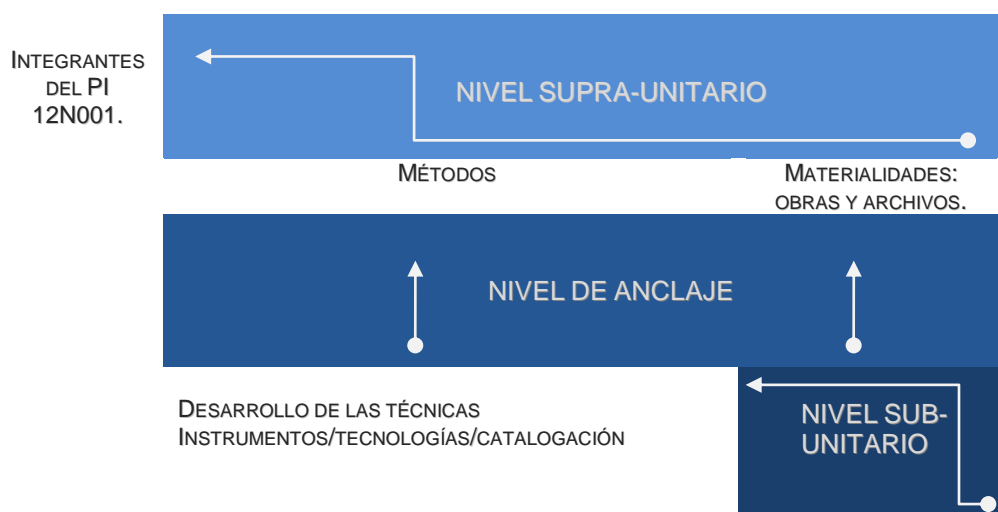 INTEGRANTES
DEL PI
12N001.
NIVEL SUPRA-UNITARIO
MÉTODOS
MATERIALIDADES:
OBRAS Y ARCHIVOS.
NIVEL DE ANCLAJE
DESARROLLO DE LAS TÉCNICAS
INSTRUMENTOS/TECNOLOGÍAS/CATALOGACIÓN
NIVEL SUB-
UNITARIO